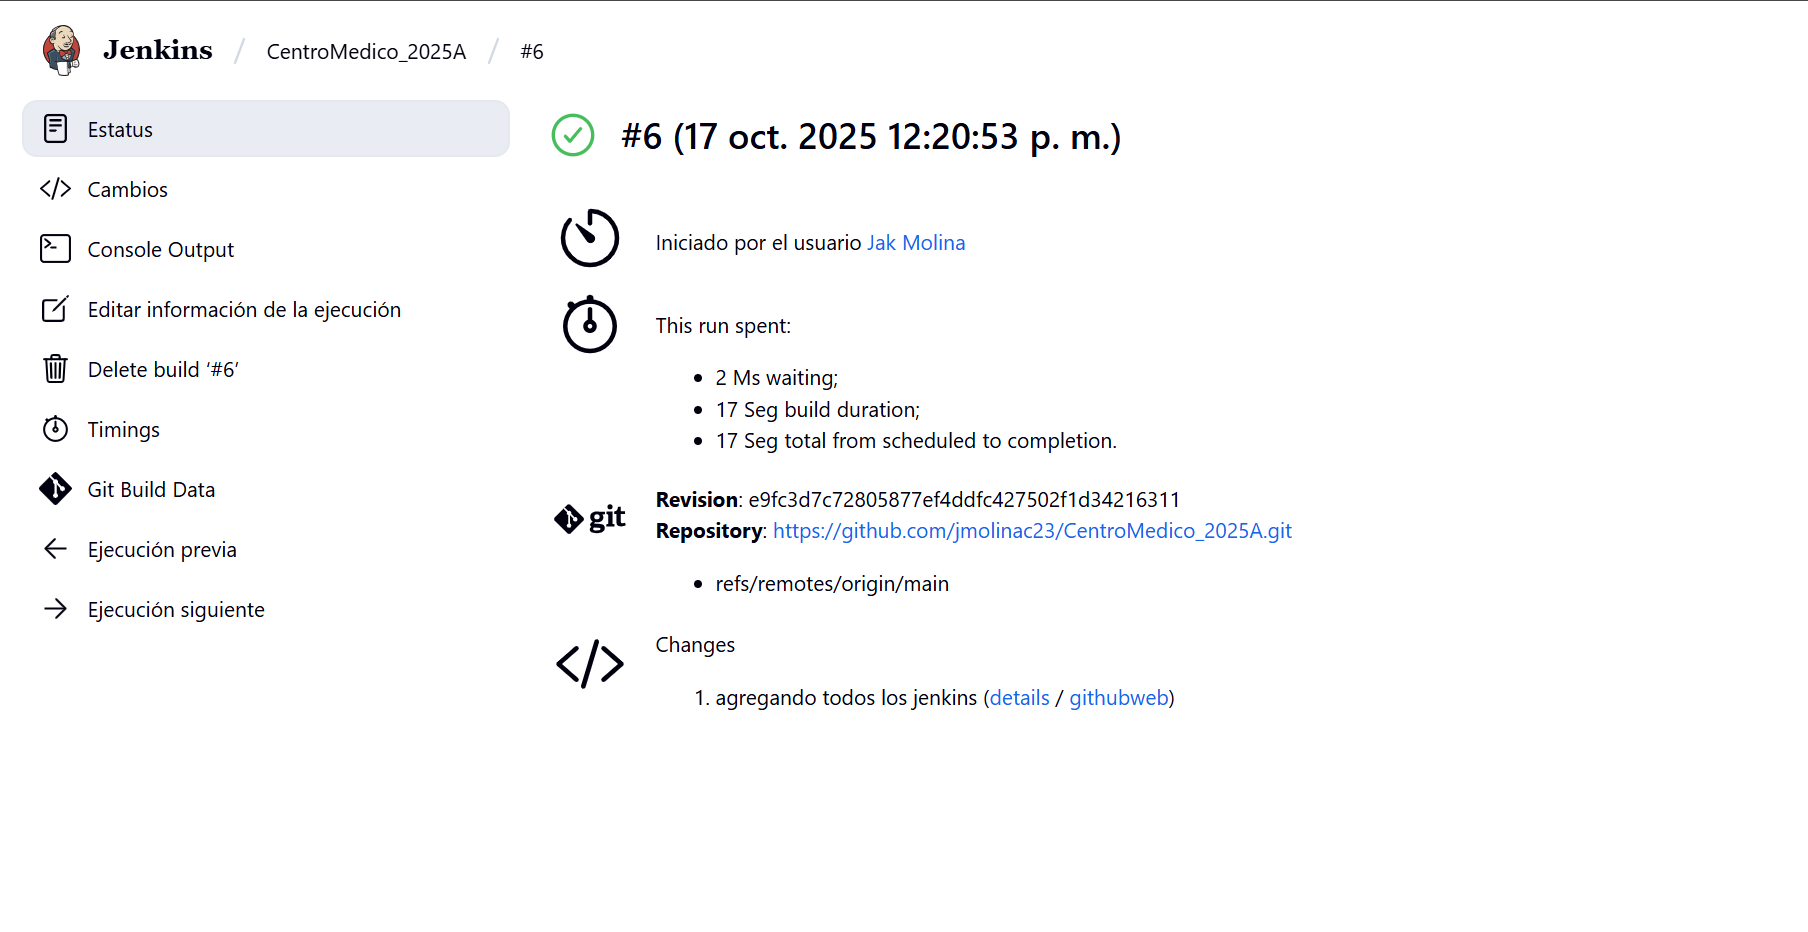 Jenkins / CentroMedico_2025A / #6
Estatus
Cambios
Console Output
Editar información de la ejecución
Delete build ‘#6’
Timings
Git Build Data
Ejecución previa
Ejecución siguiente
#6 (17 oct. 2025 12:20:53 p. m.)
Iniciado por el usuario Jak Molina
This run spent:
• 2 Ms waiting;
• 17 Seg build duration;
• 17 Seg total from scheduled to completion.
git
Revision: e9fc3d7c72805877ef4ddfc427502f1d34216311
Repository: https://github.com/jmolinac23/CentroMedico_2025A.git
• refs/remotes/origin/main
Changes
1. agregando todos los jenkins (details / githubweb)